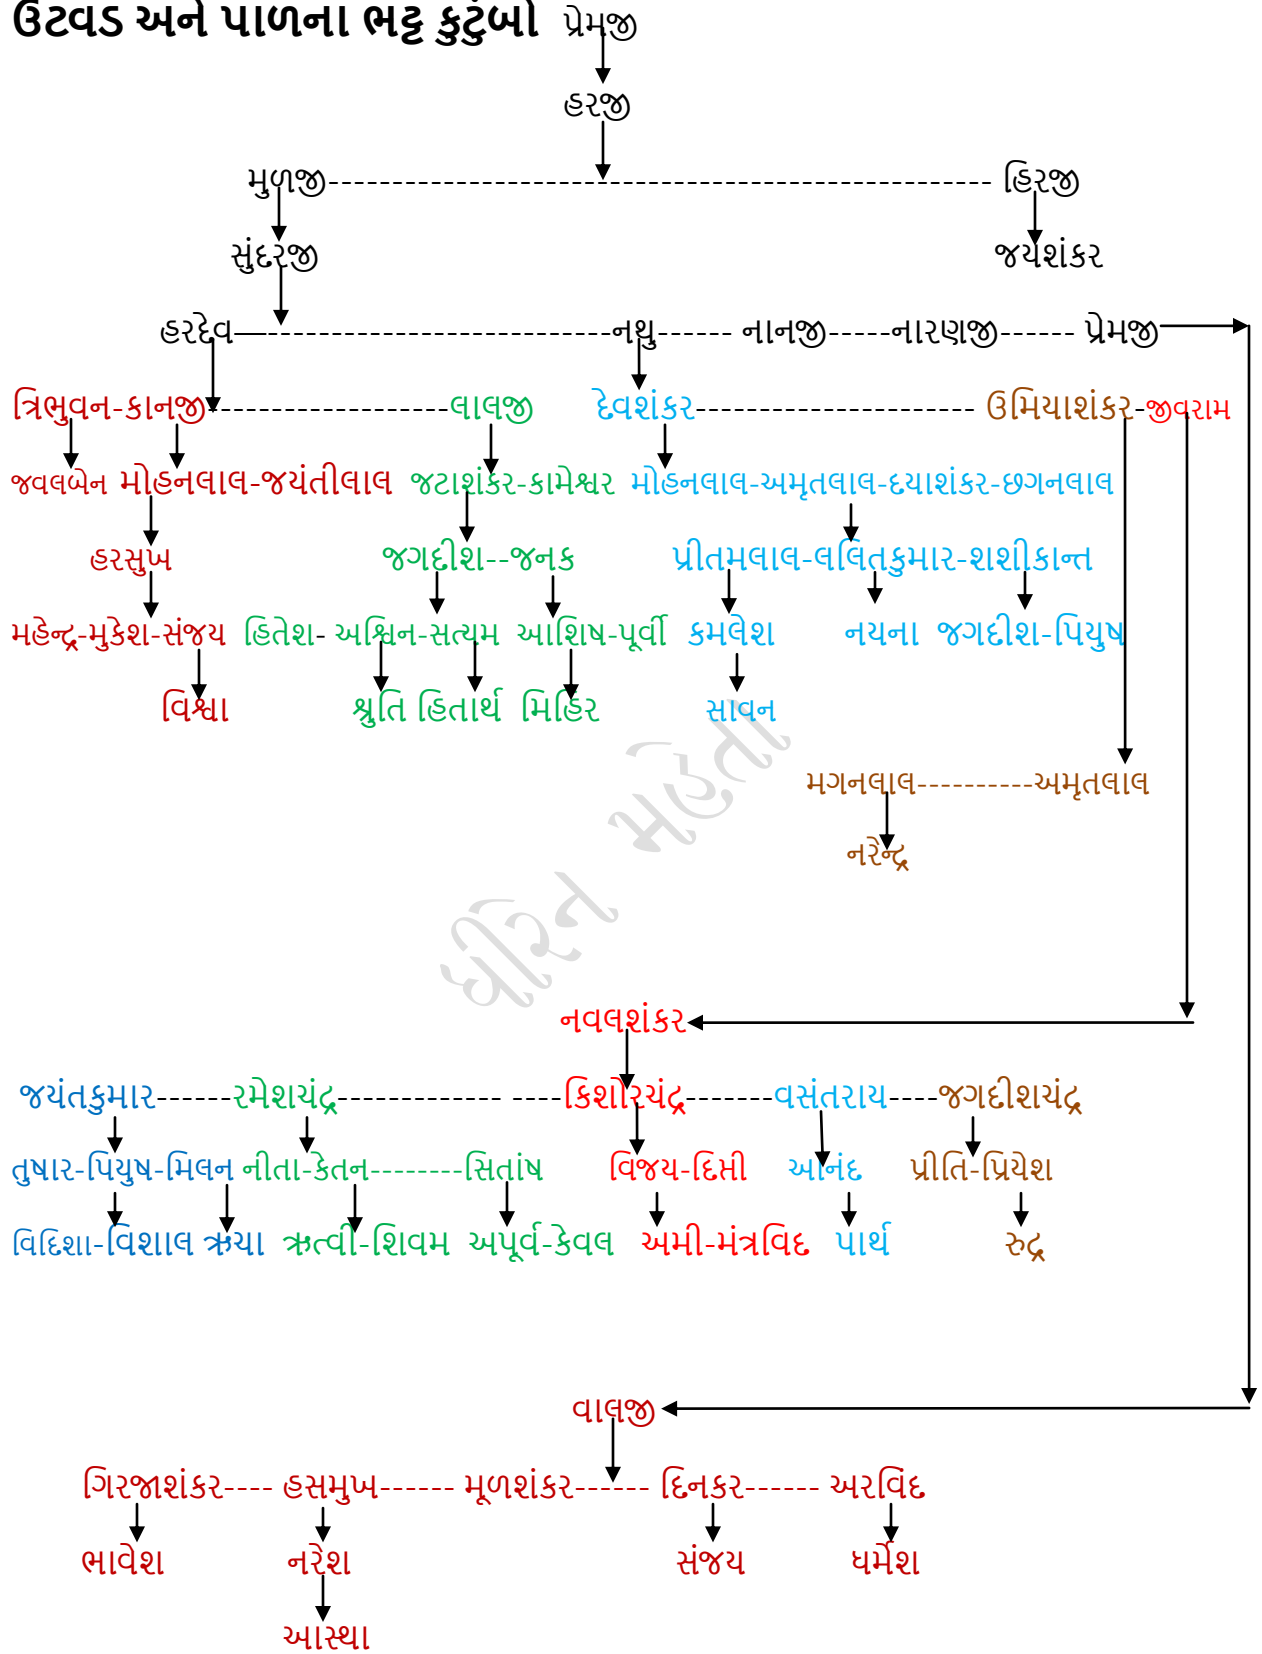 ઉંટવડ અને પાળના ભટ્ટ કુટુંબો પ્રેમજી
હરજી
મુળજી---------------------------------------------------- હિરજી
સુંદરજી જયશંકર
હરદેવ—----------------------------નથુ------ નાનજી-----નારણજી------ પ્રેમજી
ત્રિભુવન-કાનજી-------------------લાલજી દેવશંકર---------------------- ઉમિયાશંકર-જીવરામ
જવલબેન મોહનલાલ-જયંતીલાલ જટાશંકર-કામેશ્વર મોહનલાલ-અમૃતલાલ-દયાશંકર-છગનલાલ
હરસુખ જગદીશ--જનક પ્રીતમલાલ-લલિતકુમાર-શશીકાન્ત
મહેન્દ્ર-મુકેશ-સંજય હિતેશ- અશ્વિન-સત્યમ આશિષ-પૂર્વી કમલેશ નયના જગદીશ-પિયુષ
વિશ્વા શ્રુતિ હિતાર્થ મિહિર સાવન
મગનલાલ----------અમૃતલાલ
નરેન્દ્ર
ધીરેન મહેતા
નવલશંકર
જયંતકુમાર------રમેશચંદ્ર------------- ----કિશોરચંદ્ર-------વસંતરાય----જગદીશચંદ્ર
તુષાર-પિયુષ-મિલન નીતા-કેતન--------સિતાંષ વિજય-દિપ્તી આનંદ પ્રીતિ-પ્રિયેશ
વિદિશા-વિશાલ ઋચા ઋત્વી-શિવમ અપૂર્વ-કેવલ અમી-મંત્રવિદ પાર્થ રુદ્ર
વાલજી
ગિરજાશંકર---- હસમુખ------ મૂળશંકર------ દિનકર------ અરવિંદ
ભાવેશ નરેશ સંજય ધર્મેશ
આસ્થા